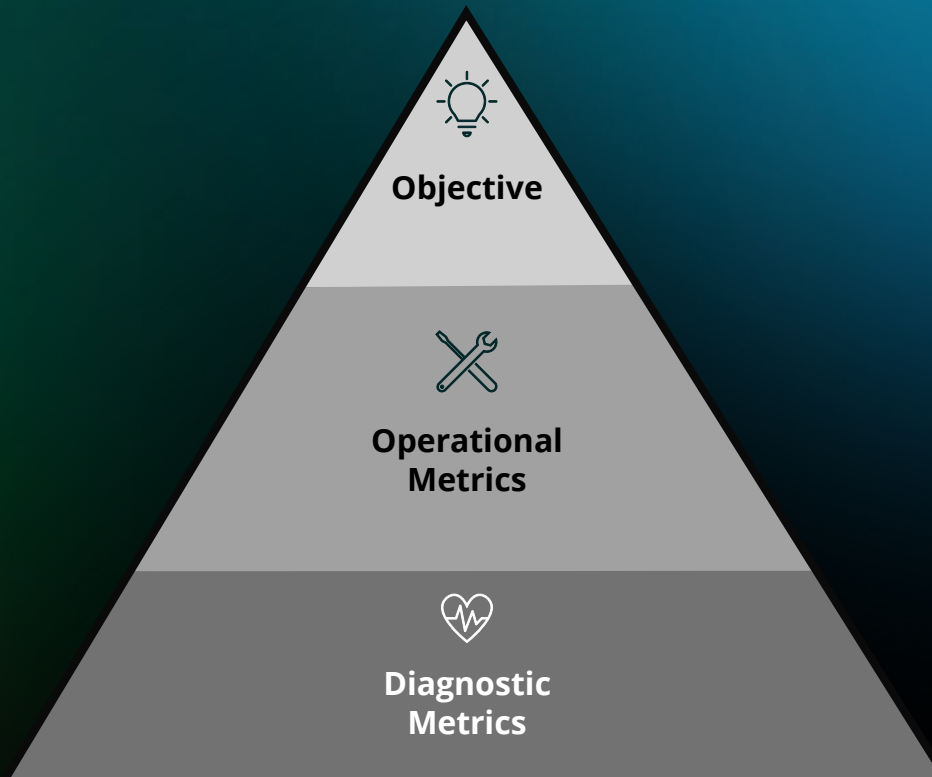 Objective
Operational
Metrics
Diagnostic
Metrics